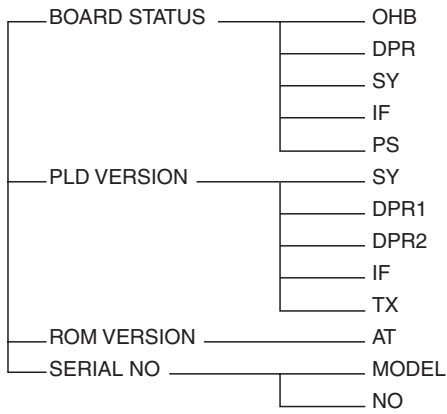 BOARD STATUS OHB
DPR
SY
IF
PS
PLD VERSION SY
DPR1
DPR2
IF
TX
ROM VERSION AT
SERIAL NO MODEL
NO